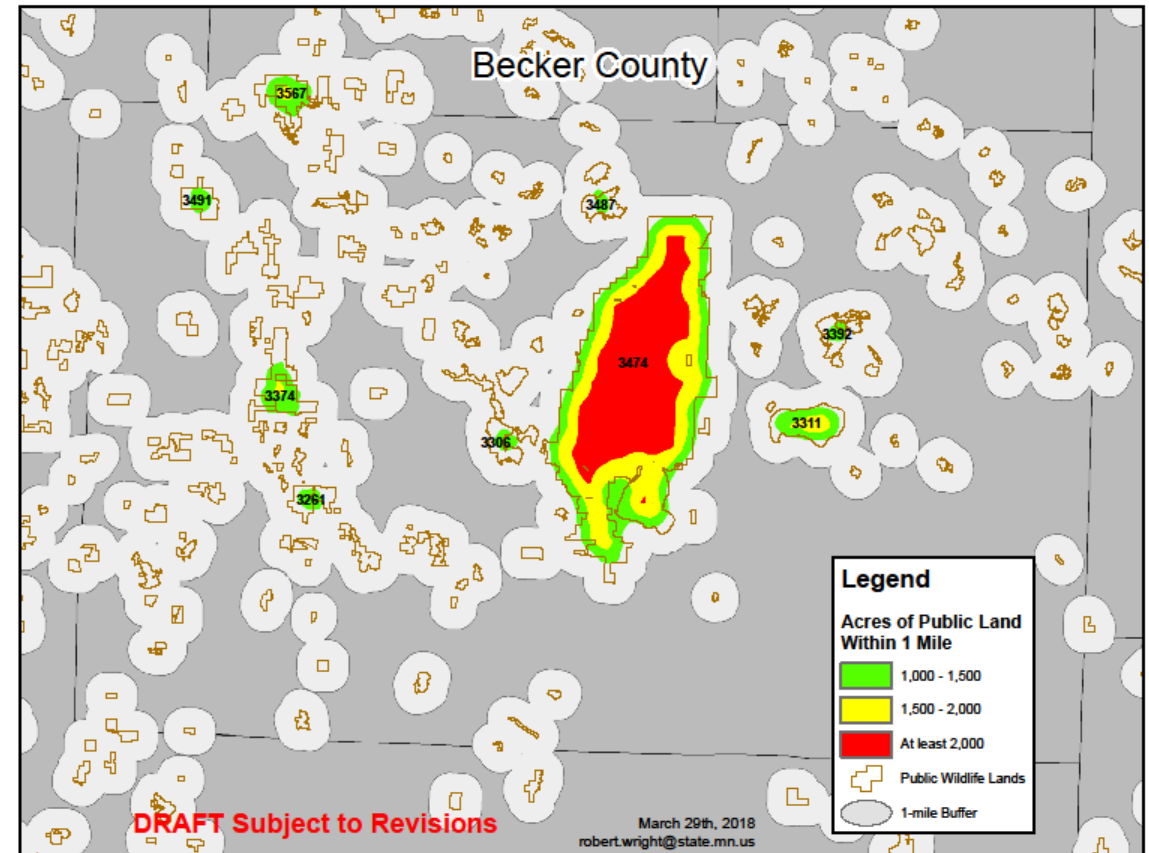 Becker County
3567
3491
3487
3474
3392
3374
3311
3306
3261
Legend
Acres of Public Land
Within 1 Mile
1,000 - 1,500
1,500 - 2,000
At least 2,000
Public Wildlife Lands
1-mile Buffer
DRAFT Subject to Revisions
March 29th, 2018
robert.wright@state.mn.us